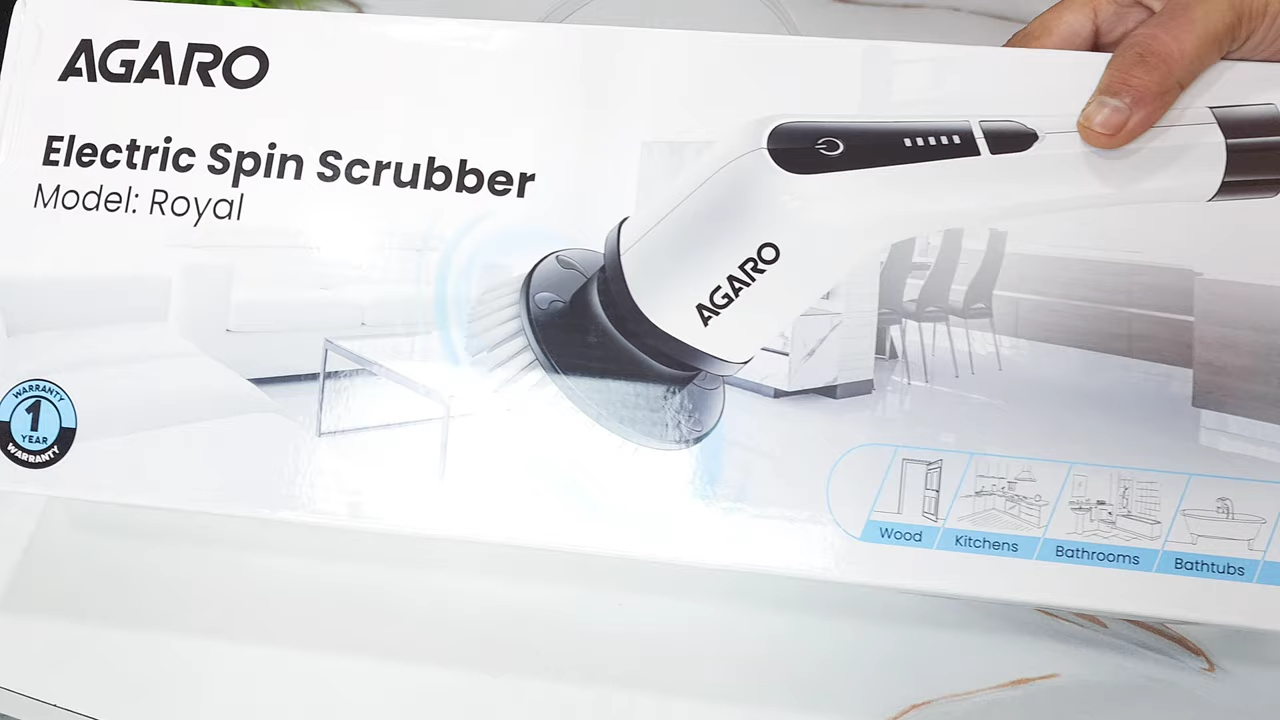 AGARO
Electric Spin Scrubber
Model: Royal
AGARO
WARRANTY
1
YEAR
WARRANTY
Wood
Kitchens
Bathrooms
Bathtubs